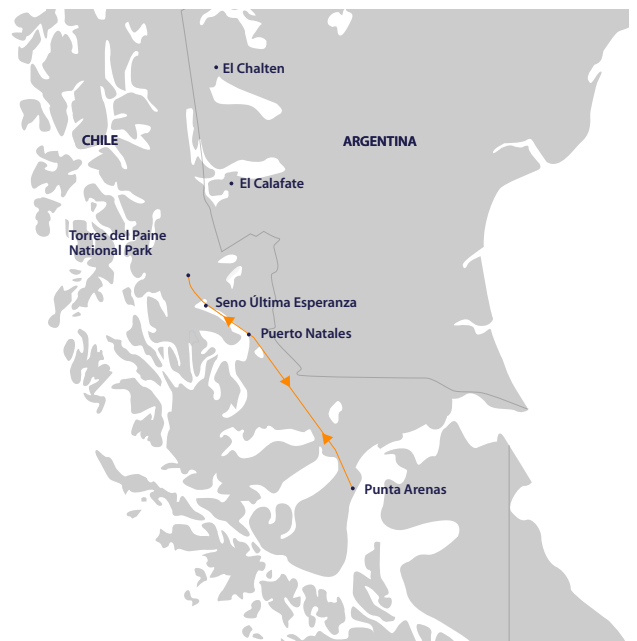 El Chalten
CHILE
ARGENTINA
El Calafate
Torres del Paine
National Park
Seno Última Esperanza
Puerto Natales
Punta Arenas